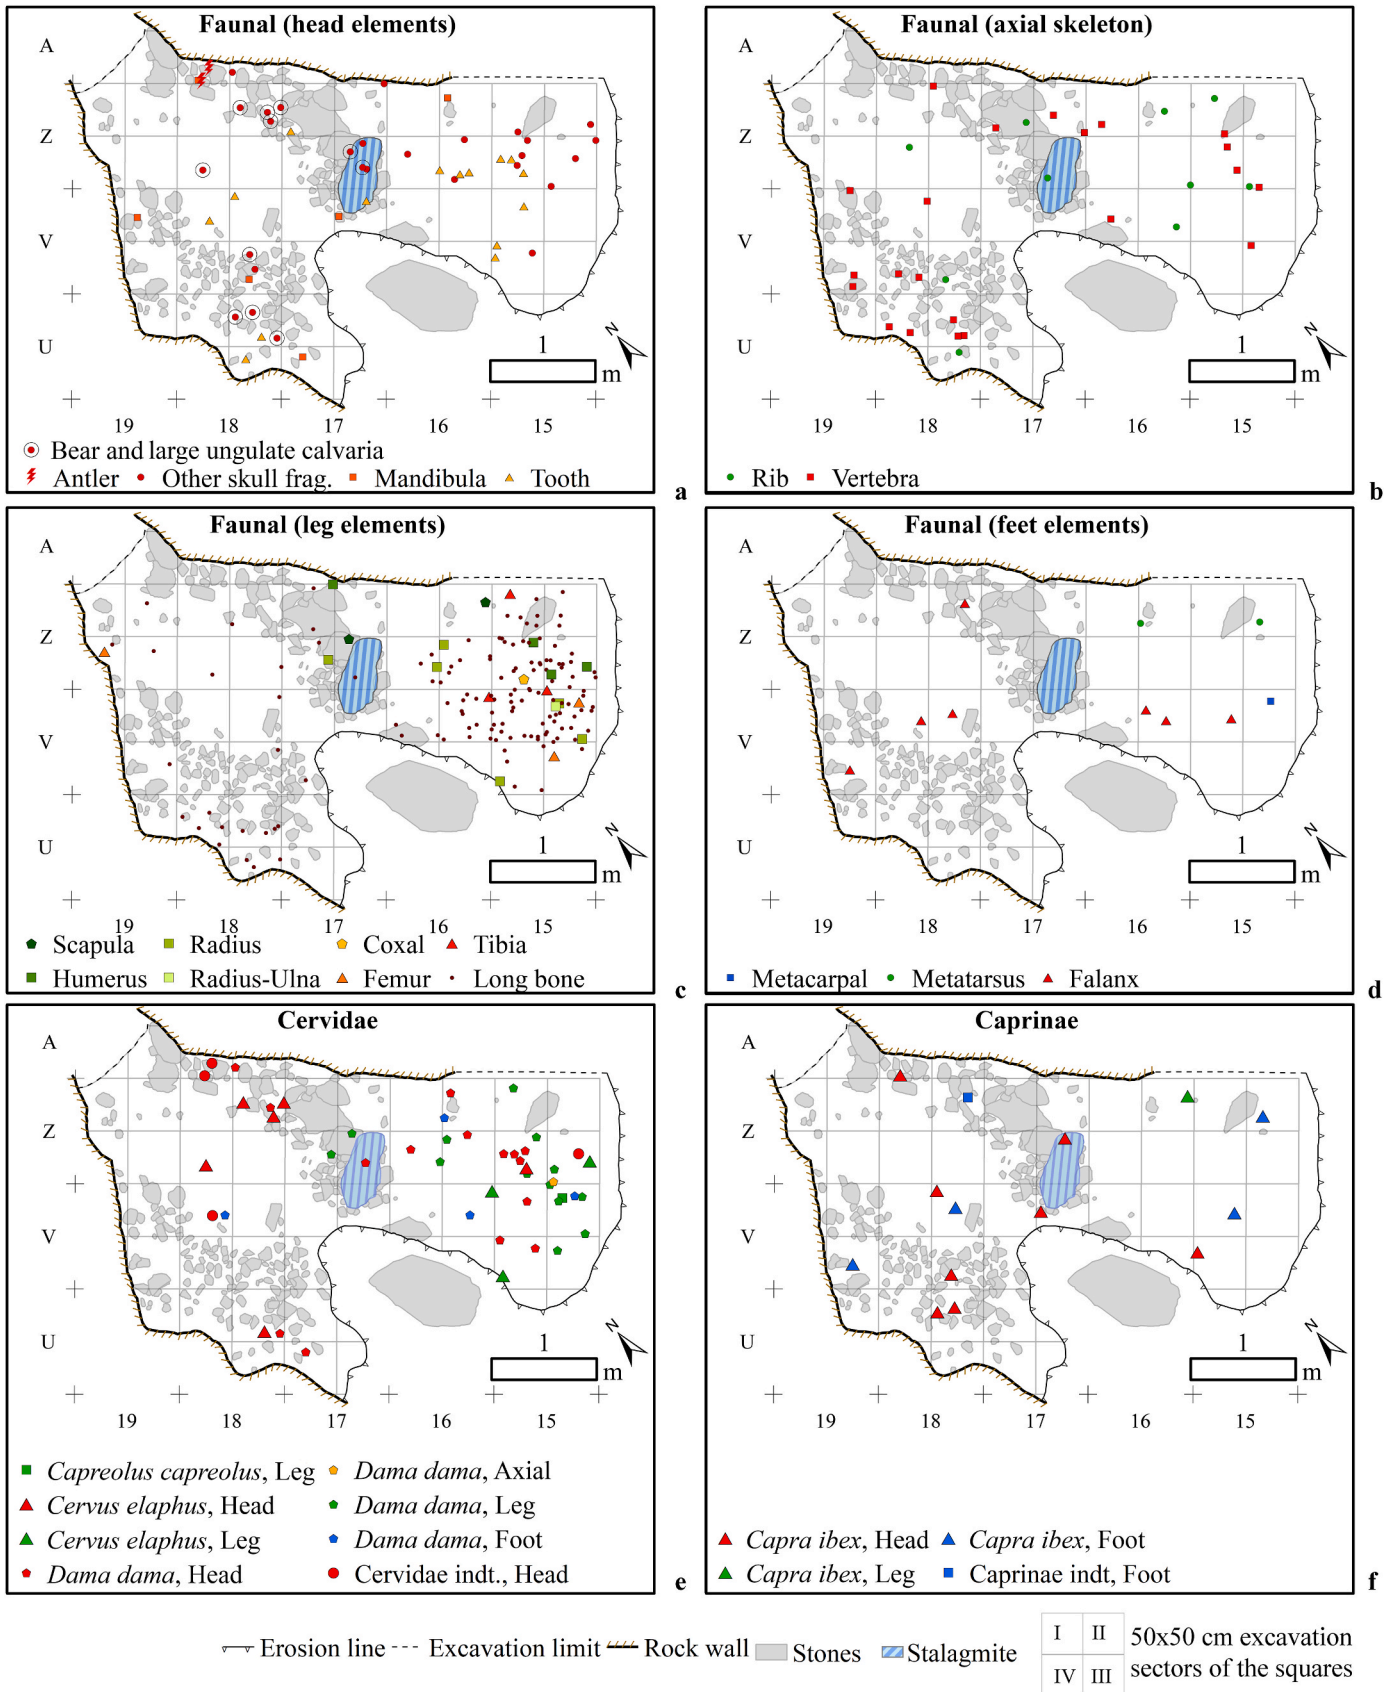 Faunal (head elements)
A
Z
V
U
19 18 17 16 15
N
1
m
Bear and large ungulate calvaria
Antler Other skull frag. Mandibula Tooth
a
Faunal (axial skeleton)
A
Z
V
U
19 18 17 16 15
N
1
m
Rib Vertebra
b
Faunal (leg elements)
A
Z
V
U
19 18 17 16 15
N
1
m
Scapula Radius Coxal Tibia
Humerus Radius-Ulna Femur Long bone
c
Faunal (feet elements)
A
Z
V
U
19 18 17 16 15
N
1
m
Metacarpal Metatarsus Falanx
d
Cervidae
A
Z
V
U
19 18 17 16 15
N
1
m
Capreolus capreolus, Leg Dama dama, Axial
Cervus elaphus, Head Dama dama, Leg
Cervus elaphus, Leg Dama dama, Foot
Dama dama, Head Cervidae indt., Head
e
Caprinae
A
Z
V
U
19 18 17 16 15
N
1
m
Capra ibex, Head Capra ibex, Foot
Capra ibex, Leg Caprinae indt, Foot
f
Erosion line Excavation limit Rock wall Stones Stalagmite
I II
IV III
50x50 cm excavation
sectors of the squares